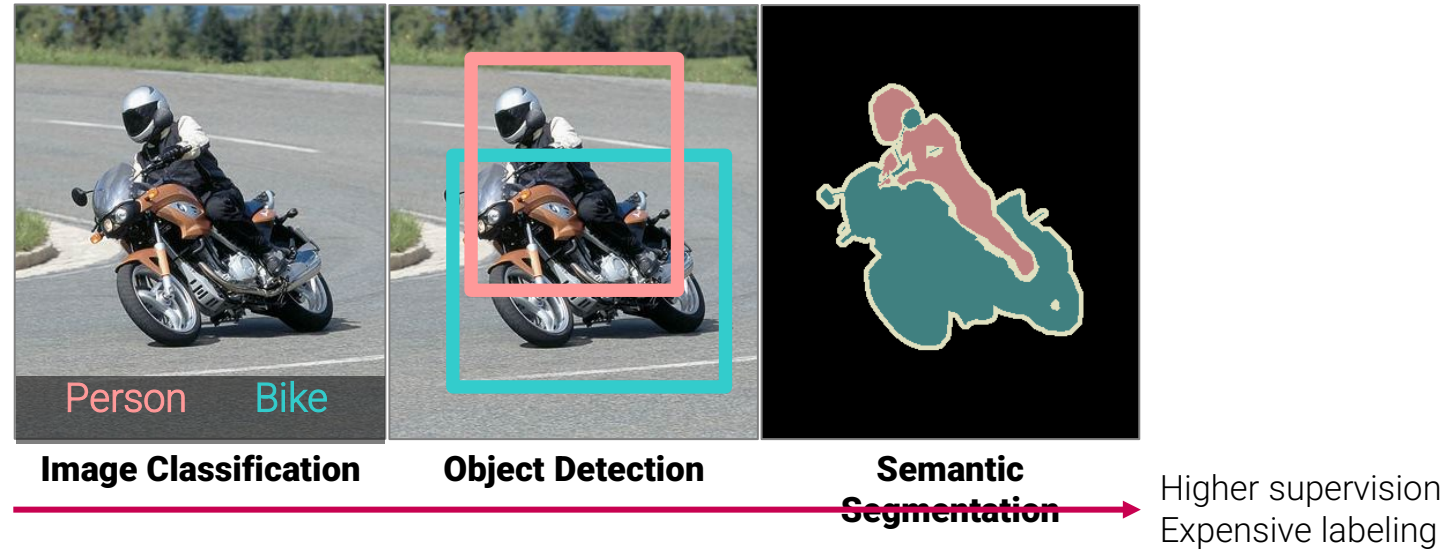 Person Bike
Image Classification
Object Detection
Semantic
Segmentation
Higher supervision
Expensive labeling